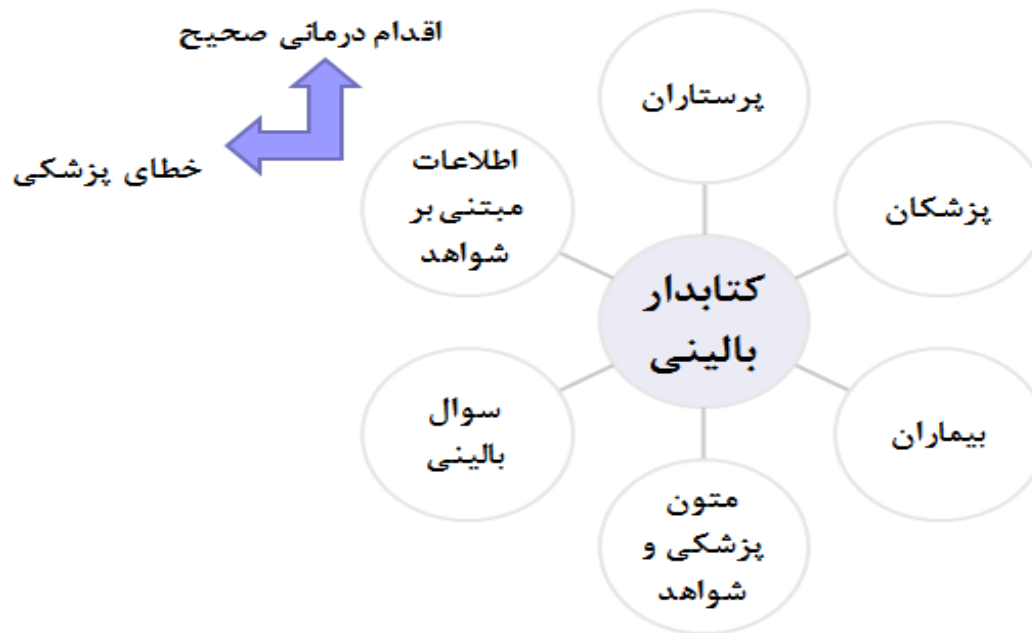 اقدام درمانی صحیح
خطای پزشکی
پرستاران
پزشکان
بیماران
متون
پزشکی و
شواهد
سوال
بالینی
اطلاعات
مبتنی بر
شواهد
کتابدار
بالینی